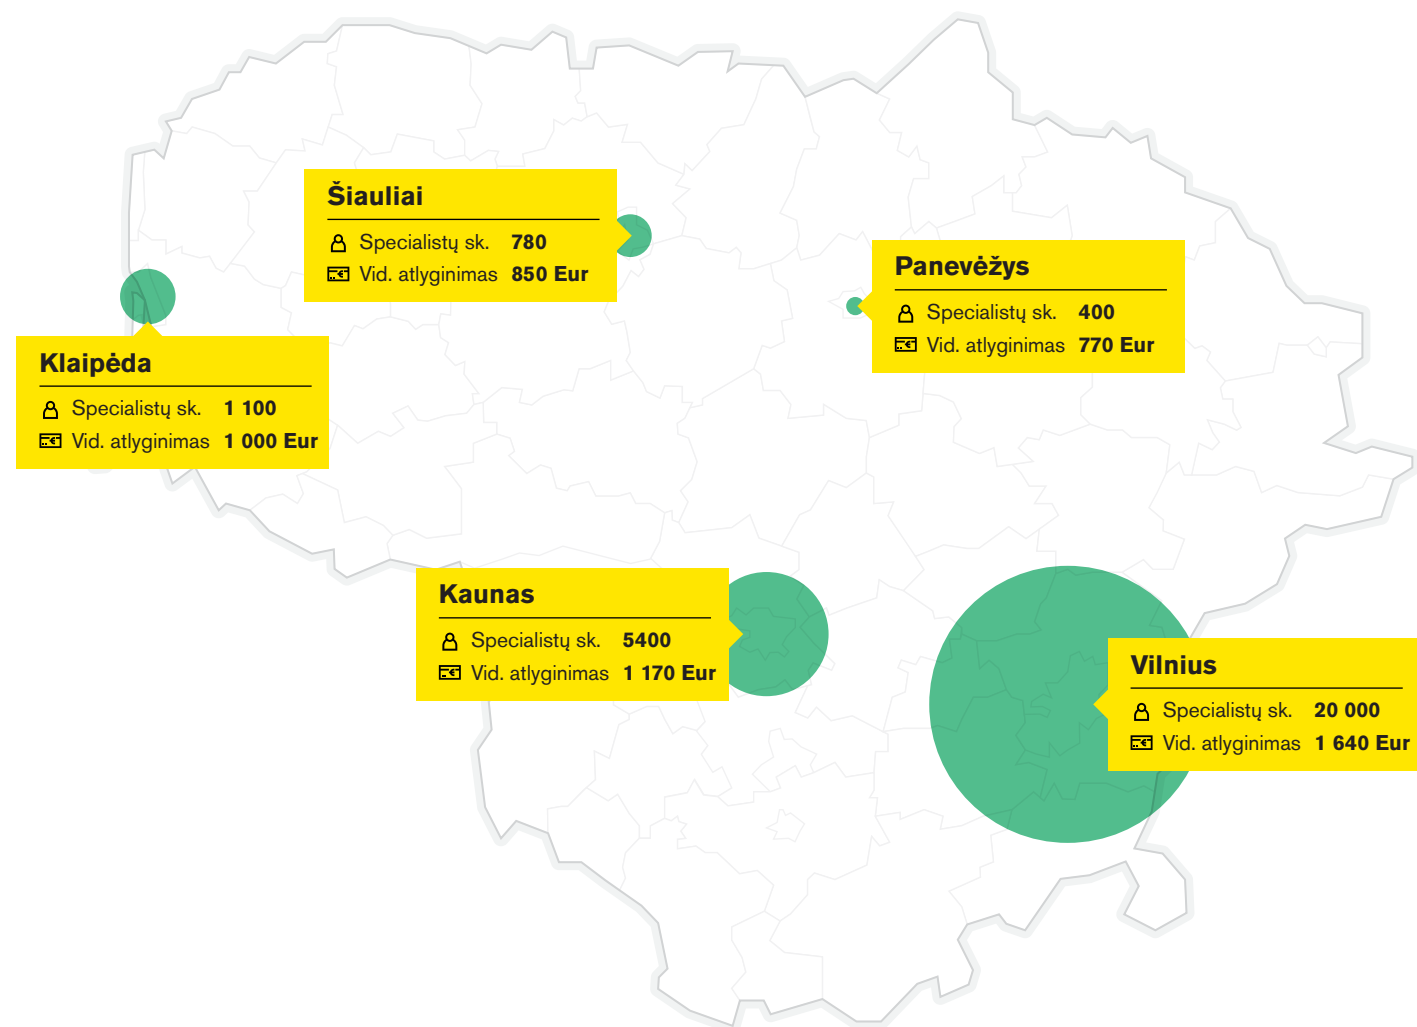 Šiauliai
Specialistų sk. 780
Vid. atlyginimas 850 Eur
Panevėžys
Specialistų sk. 400
Vid. atlyginimas 770 Eur
Klaipėda
Specialistų sk. 1 100
Vid. atlyginimas 1 000 Eur
Kaunas
Specialistų sk. 5400
Vid. atlyginimas 1 170 Eur
Vilnius
Specialistų sk. 20 000
Vid. atlyginimas 1 640 Eur